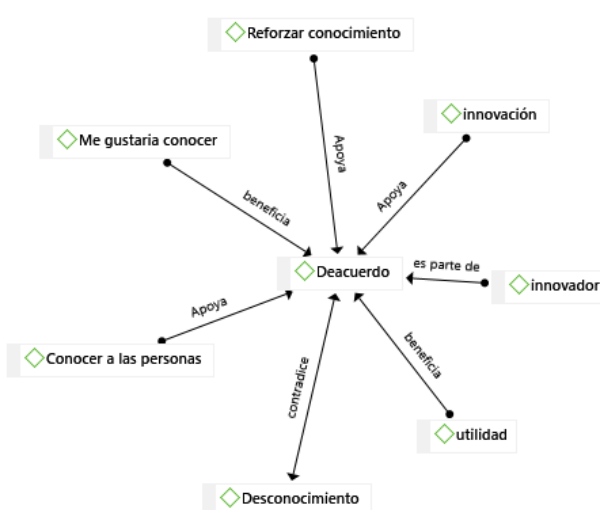 Reforzar conocimiento
innovación
Me gustaria conocer
Apoya
Apoya
beneficia
Deacuerdo
es parte de
innovador
Apoya
Conocer a las personas
contradice
beneficia
utilidad
Desconocimiento